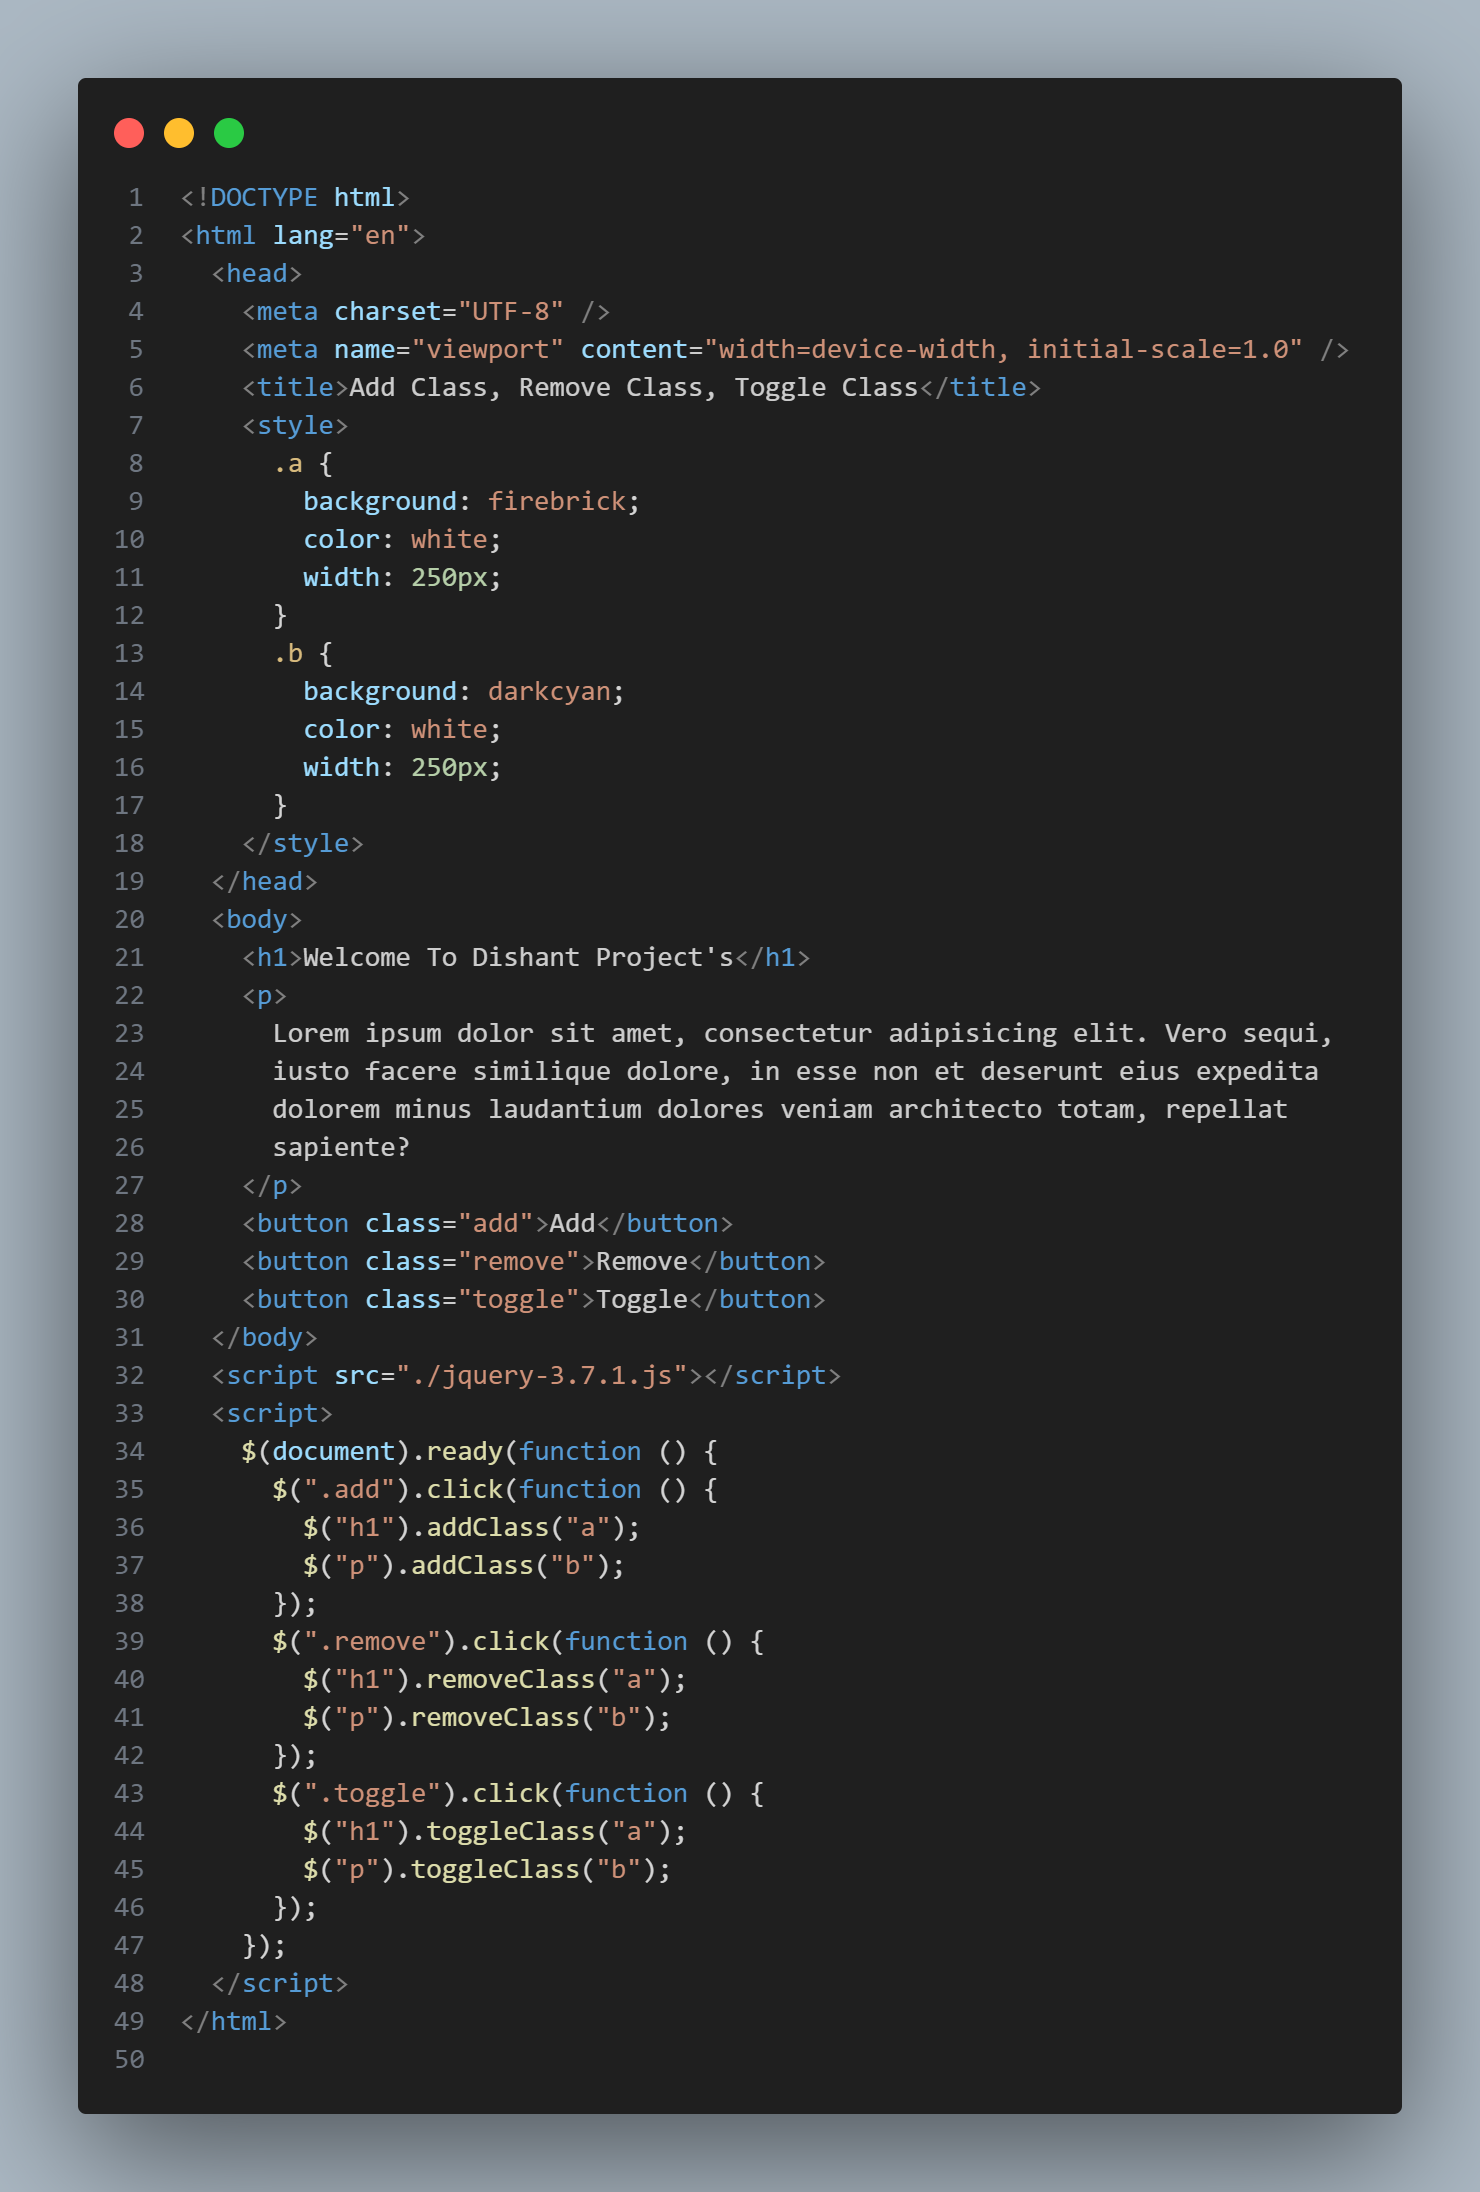 1 <!DOCTYPE html>
2 <html lang="en">
3   <head>
4     <meta charset="UTF-8" />
5     <meta name="viewport" content="width=device-width, initial-scale=1.0" />
6     <title>Add Class, Remove Class, Toggle Class</title>
7     <style>
8       .a {
9         background: firebrick;
10         color: white;
11         width: 250px;
12       }
13       .b {
14         background: darkcyan;
15         color: white;
16         width: 250px;
17       }
18     </style>
19   </head>
20   <body>
21     <h1>Welcome To Dishant Project's</h1>
22     <p>
23       Lorem ipsum dolor sit amet, consectetur adipisicing elit. Vero sequi,
24       iusto facere similique dolore, in esse non et deserunt eius expedita
25       dolorem minus laudantium dolores veniam architecto totam, repellat
26       sapiente?
27     </p>
28     <button class="add">Add</button>
29     <button class="remove">Remove</button>
30     <button class="toggle">Toggle</button>
31   </body>
32   <script src="./jquery-3.7.1.js"></script>
33   <script>
34     $(document).ready(function () {
35       $(".add").click(function () {
36         $("h1").addClass("a");
37         $("p").addClass("b");
38       });
39       $(".remove").click(function () {
40         $("h1").removeClass("a");
41         $("p").removeClass("b");
42       });
43       $(".toggle").click(function () {
44         $("h1").toggleClass("a");
45         $("p").toggleClass("b");
46       });
47     });
48   </script>
49 </html>
50